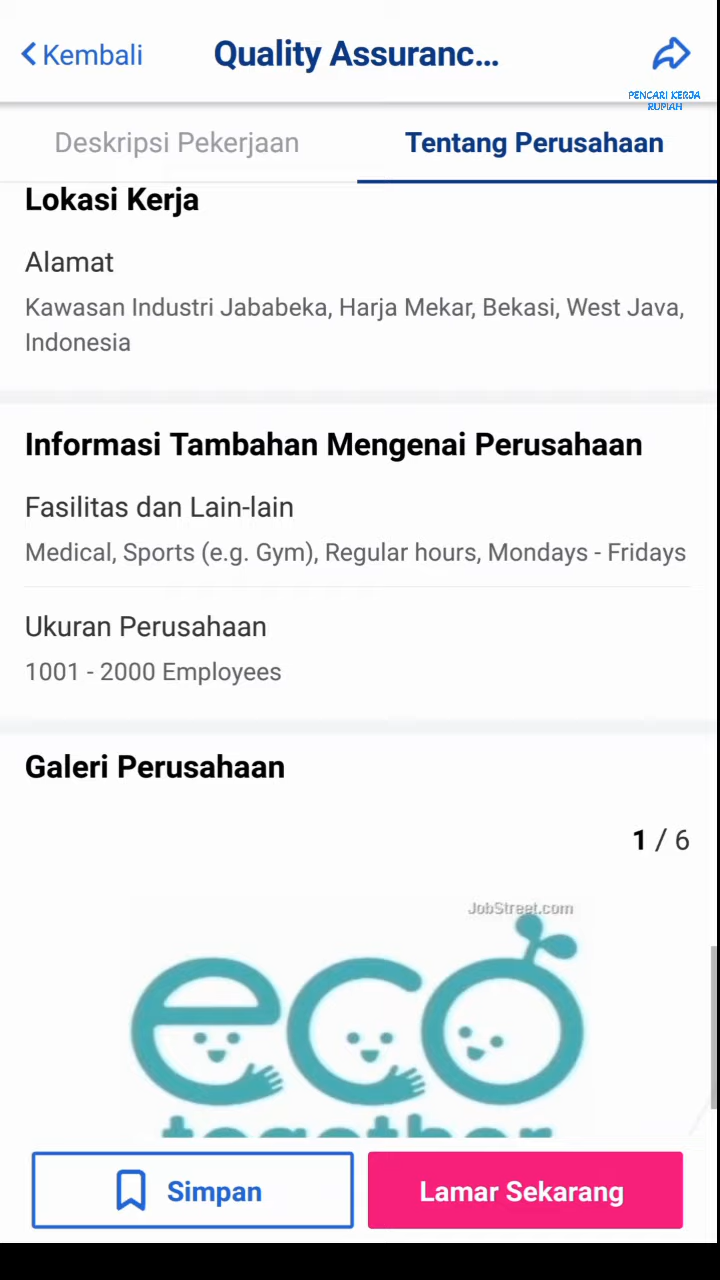 Kembali
Quality Assuranc...
PENCARI KERJA
RUPIAH
Deskripsi Pekerjaan
Tentang Perusahaan
Lokasi Kerja
Alamat
Kawasan Industri Jababeka, Harja Mekar, Bekasi, West Java,
Indonesia
Informasi Tambahan Mengenai Perusahaan
Fasilitas dan Lain-lain
Medical, Sports (e.g. Gym), Regular hours, Mondays - Fridays
Ukuran Perusahaan
1001 - 2000 Employees
Galeri Perusahaan
1 / 6
JobStreet.com
eco
together
Simpan
Lamar Sekarang